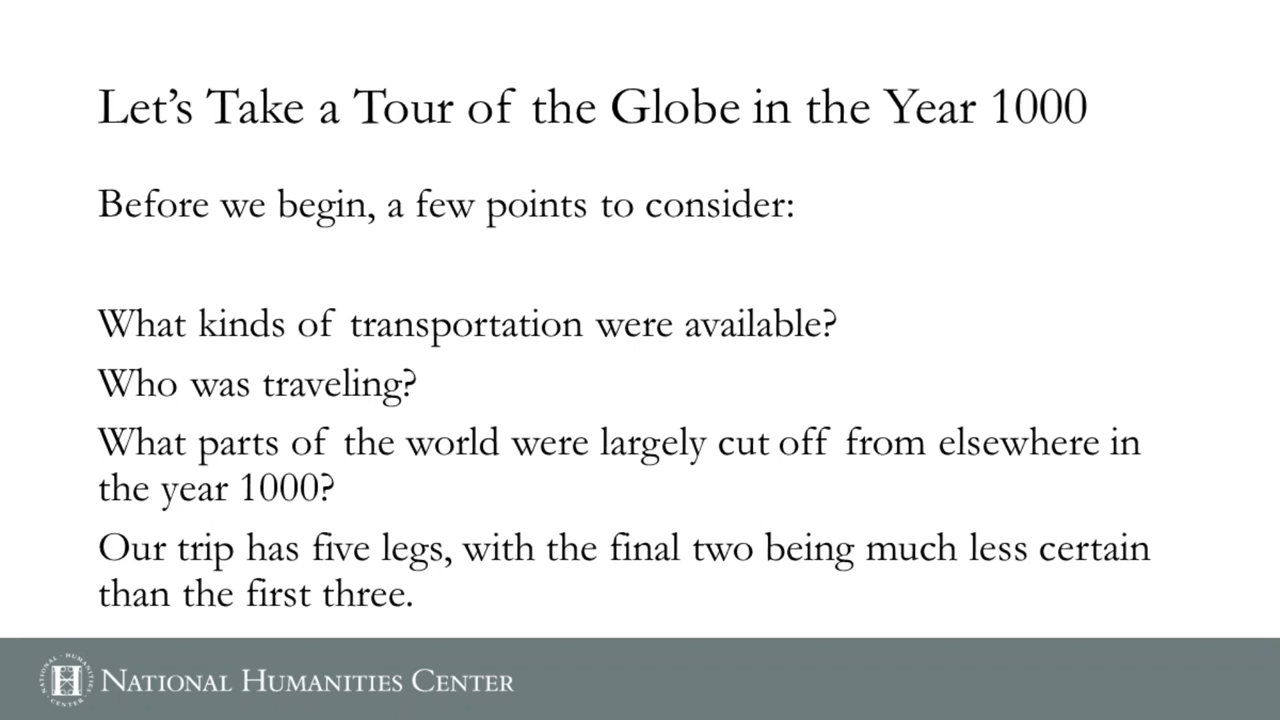 Let's Take a Tour of the Globe in the Year 1000
Before we begin, a few points to consider:
What kinds of transportation were available?
Who was traveling?
What parts of the world were largely cut off from elsewhere in
the year 1000?
Our trip has five legs, with the final two being much less certain
than the first three.
NATIONAL · HUMANITIES · CENTER
H
NATIONAL HUMANITIES CENTER